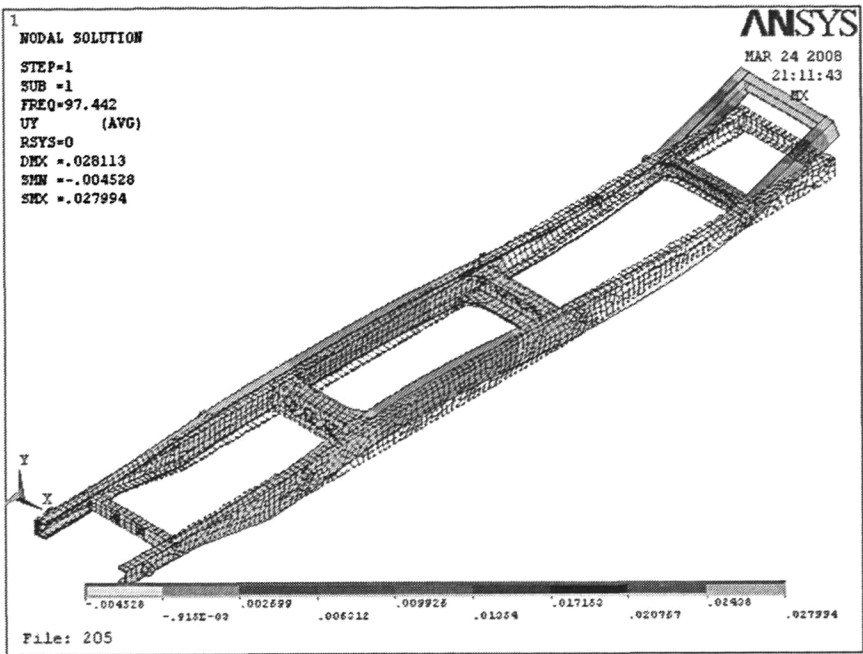 1
NODAL SOLUTION
STEP=1
SUB =1
FREQ=97.442
UY (AVG)
RSYS=0
DMX =.028113
SMN =-.004528
SMX =.027994
ANSYS
MAR 24 2008
21:11:43
MX
Y
X
-.004528
-.915E-03
.002699
.006312
.009926
.01354
.017153
.020767
.02438
.027994
File: 205